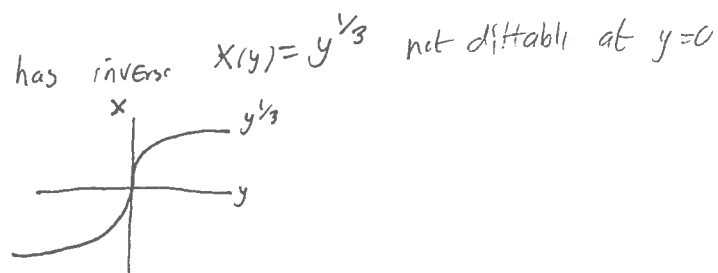 has inverse X(y) = y^{1/3} not diffable at y=0
x
y^{1/3}
y